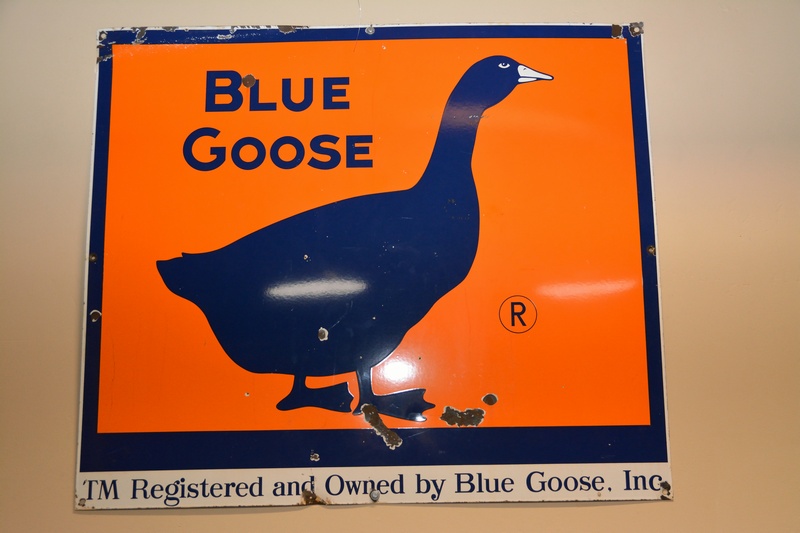 BLUE
GOOSE
®
TM Registered and Owned by Blue Goose, Inc.